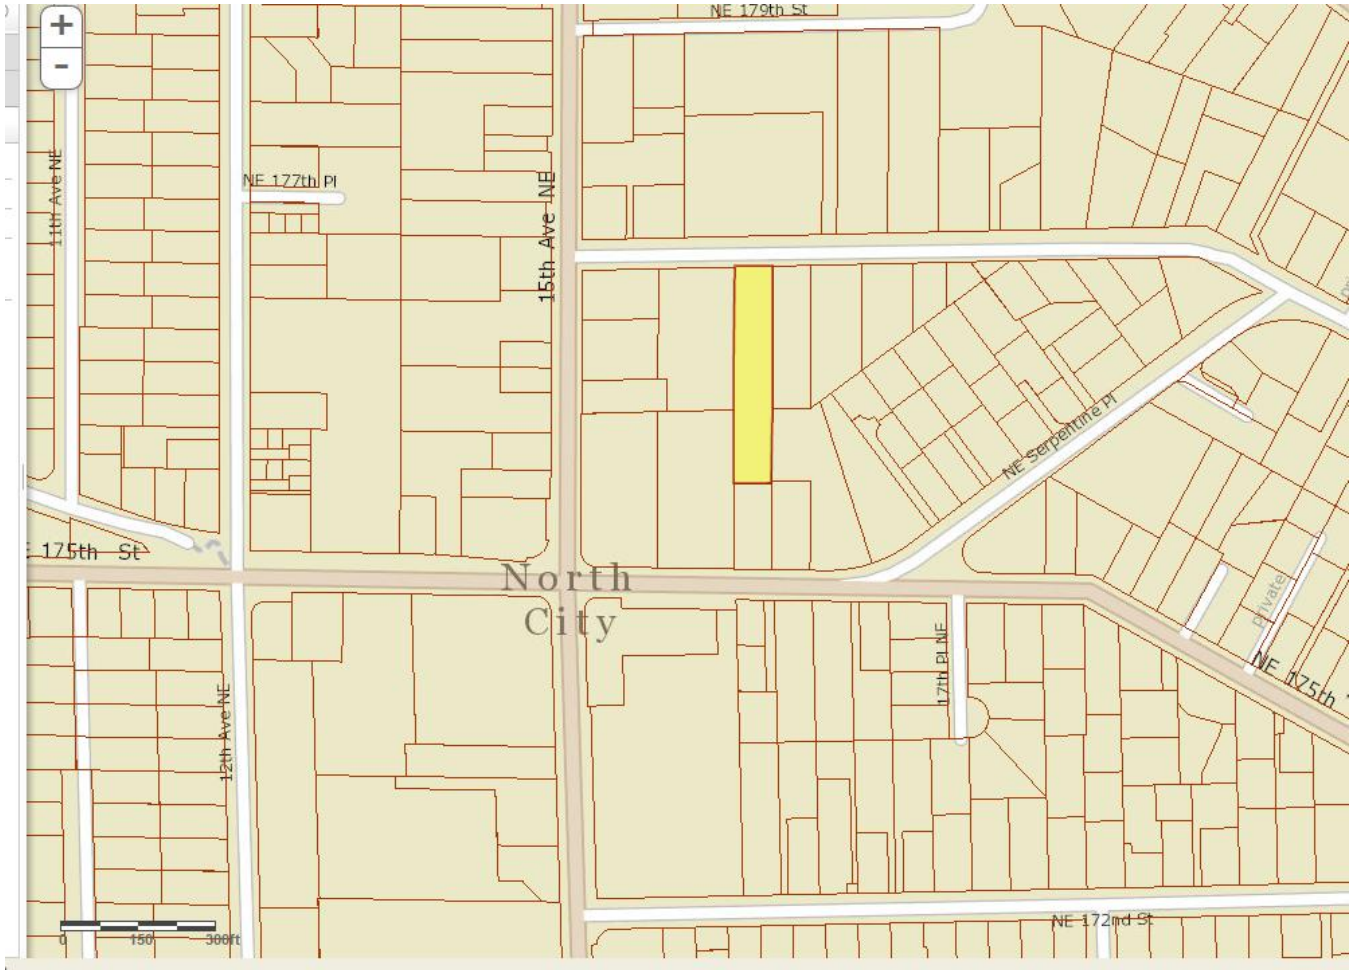 +
-
NE 179th St
11th Ave NE
NE 177th Pl
15th Ave NE
NE Serpentine Pl
175th St
North
City
private
NE 175th
17th Pl NE
12th Ave NE
NE 172nd St
0 150 300ft